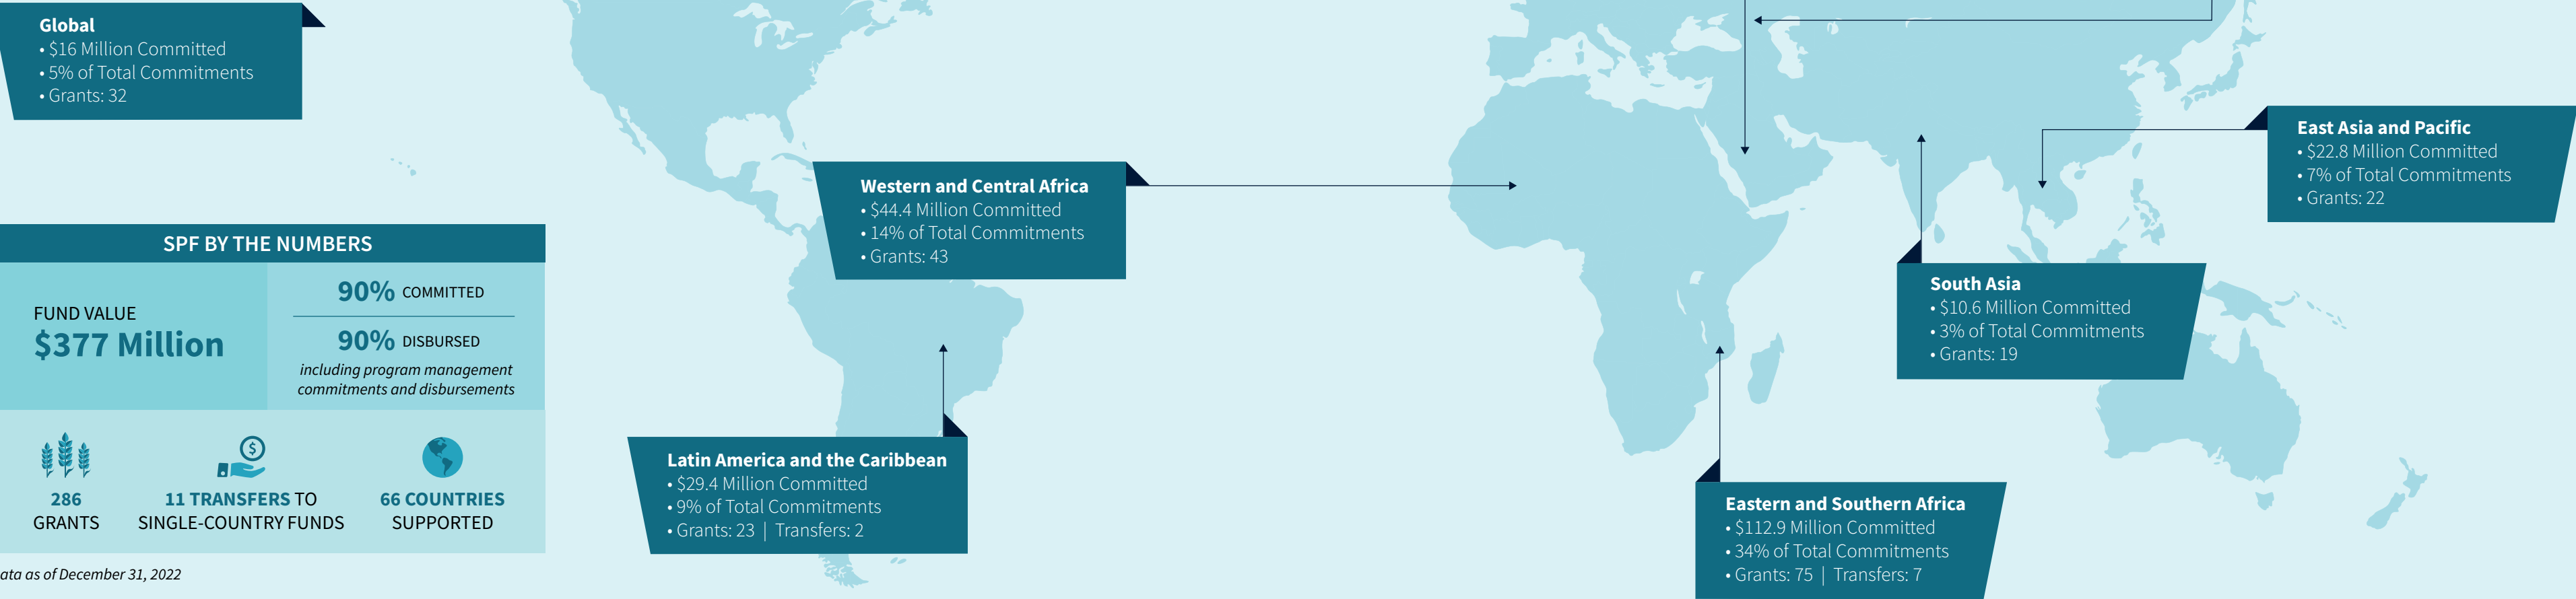 Global
• $16 Million Committed
• 5% of Total Commitments
• Grants: 32
East Asia and Pacific
• $22.8 Million Committed
• 7% of Total Commitments
• Grants: 22
Western and Central Africa
• $44.4 Million Committed
• 14% of Total Commitments
• Grants: 43
South Asia
• $10.6 Million Committed
• 3% of Total Commitments
• Grants: 19
SPF BY THE NUMBERS
FUND VALUE
$377 Million
90% COMMITTED
90% DISBURSED
including program management
commitments and disbursements
286
GRANTS
11 TRANSFERS TO
SINGLE-COUNTRY FUNDS
66 COUNTRIES
SUPPORTED
Latin America and the Caribbean
• $29.4 Million Committed
• 9% of Total Commitments
• Grants: 23 | Transfers: 2
Eastern and Southern Africa
• $112.9 Million Committed
• 34% of Total Commitments
• Grants: 75 | Transfers: 7
ata as of December 31, 2022